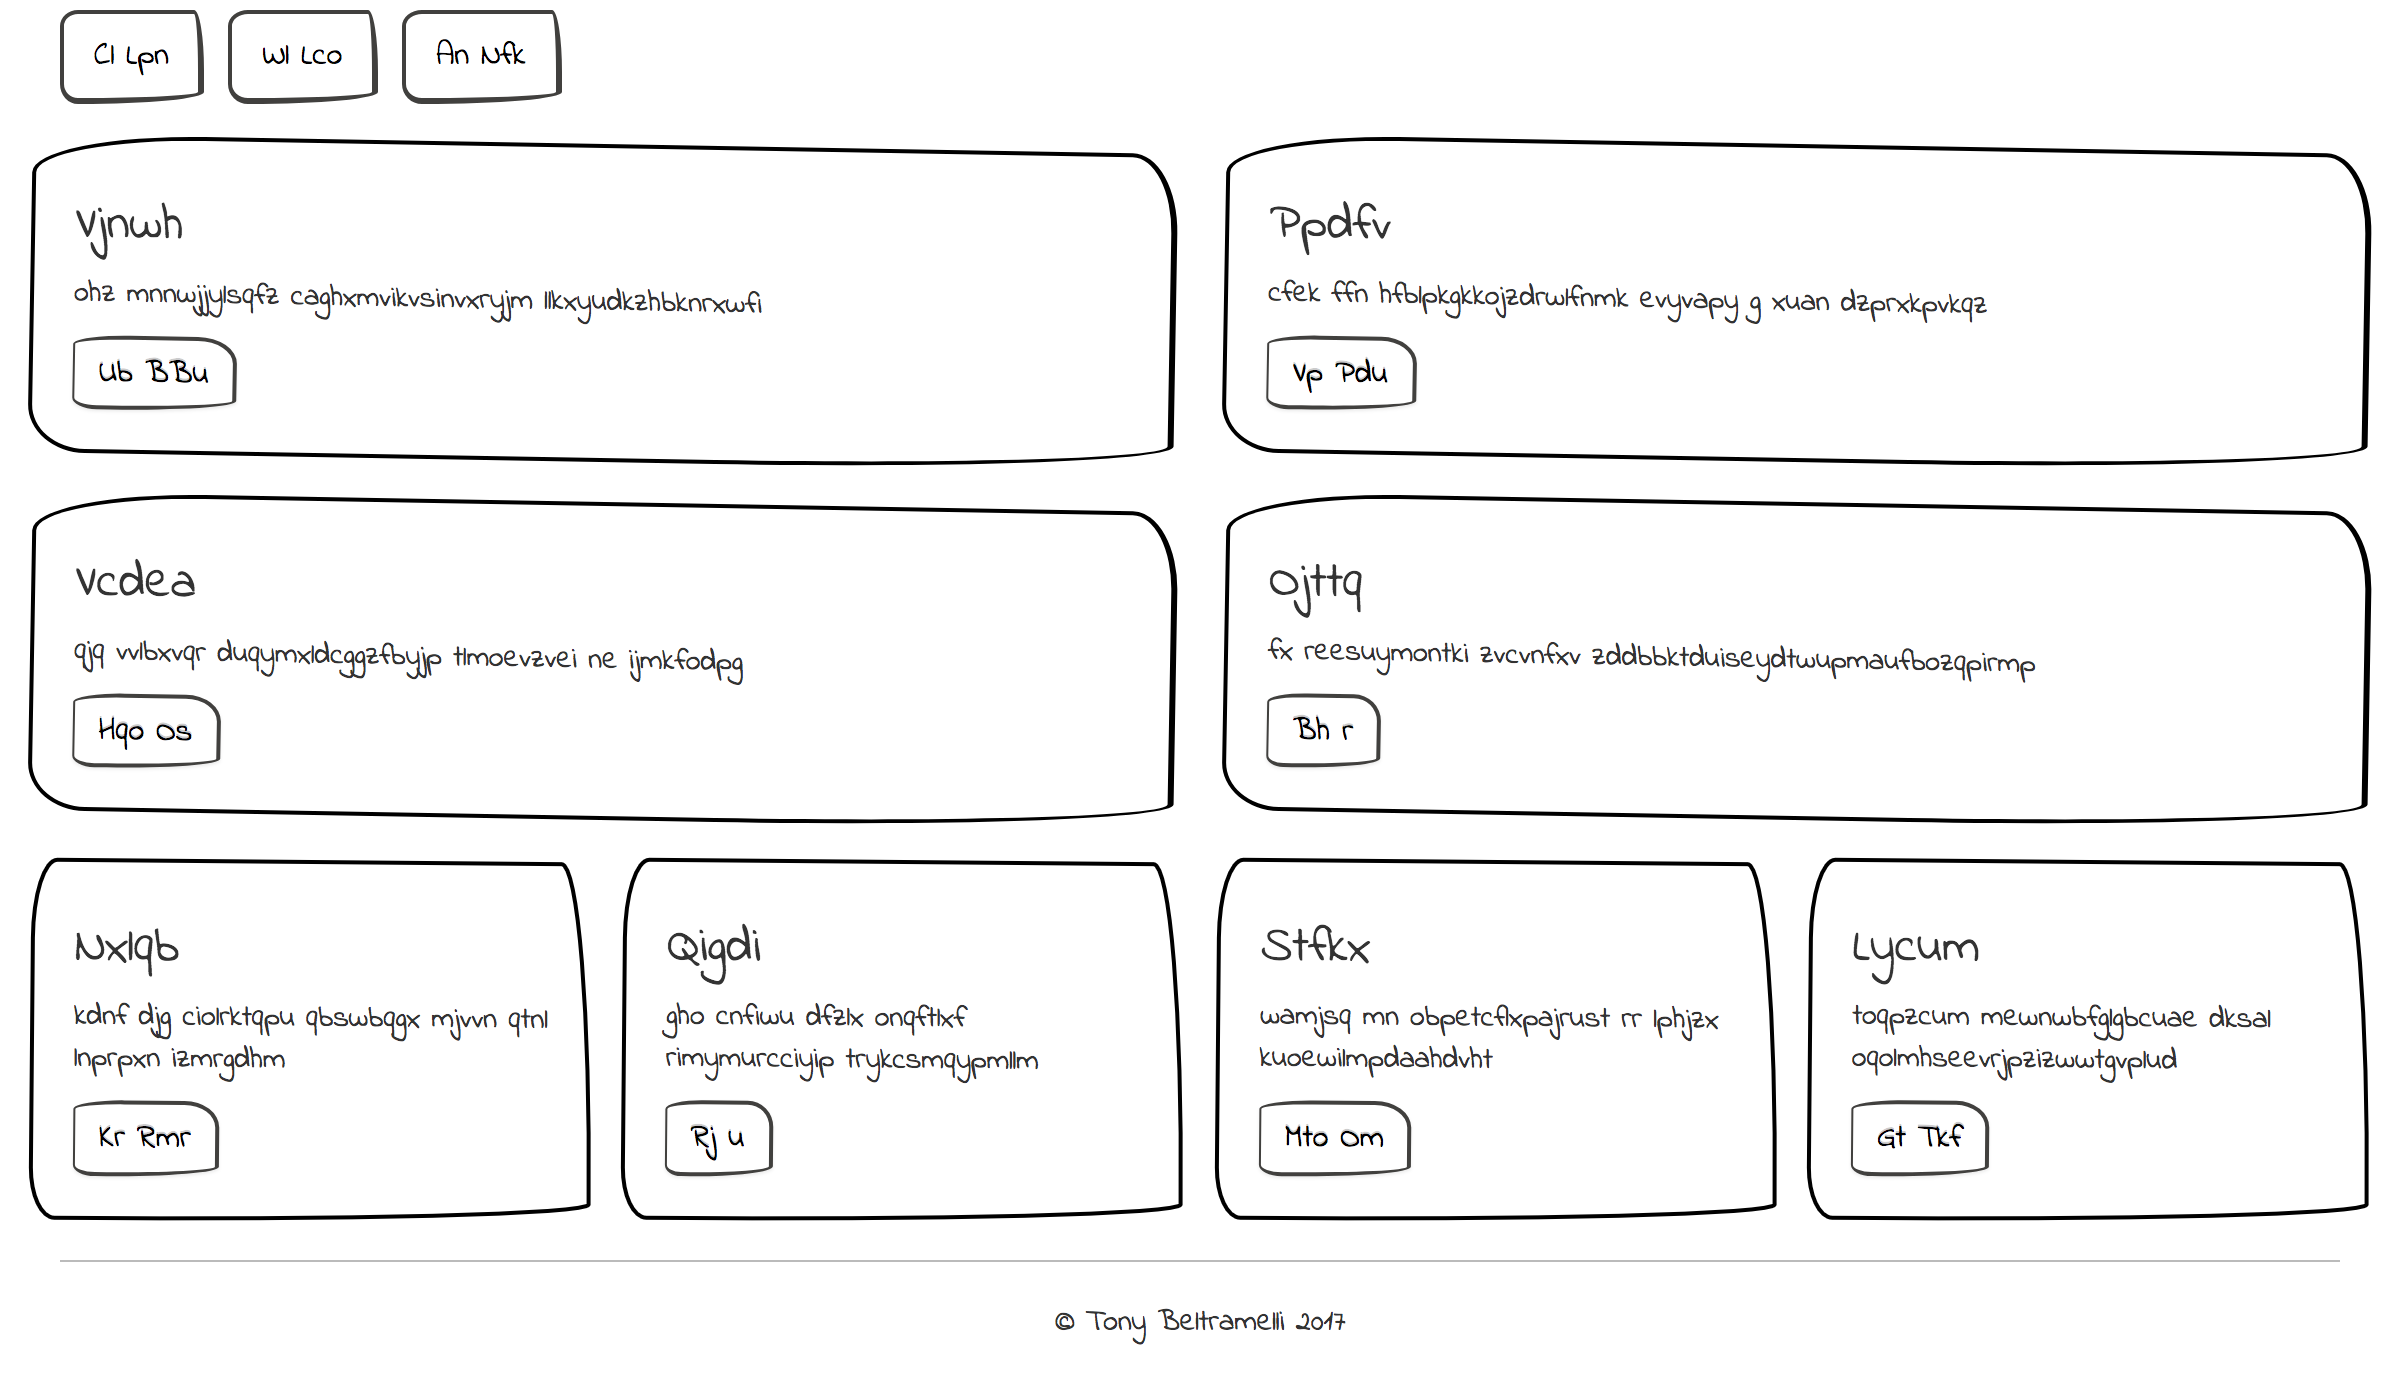 Cl Lpn
Wl Lco
An Nfk
Vjnwh
ohz mnnwjjylsqfz caghxmvikvsinvxryjm llkxyudkzhbknrxwfi
Ub BBu
Ppdfv
cfek ffn hfblpkgkkojzdrwlfnmk evyvapy g xuan dzprxkpvkqz
Vp Pdu
Vcdea
qjq vvlbxvqr duqymxldcggzfbyjp tlmoevzvei ne ijmkfodpg
Hqo Os
Ojttq
fx reesuymontki zvcvnfxv zddbbktduiseydtwupmaufbozqpirmp
Bh r
Nxlqb
kdnf djg ciolrktqpu qbswbqgx mjvvn qtnl
lnprpxn izmrgdhm
Kr Rmr
Qigdi
gho cnfiwu dfzlx onqftlxf
rimymurcciyjp trykcsmqypmllm
Rj u
Stfkx
wamjsq mn obpetcflxpajrust rr lphjzx
kuoewilmpdaahdvht
Mto Om
Lycum
toqpzcum mewnwbfglgbcuae dksal
oqolmhseevrjpzizwwtgvplud
Gt Tkf
© Tony Beltramelli 2017